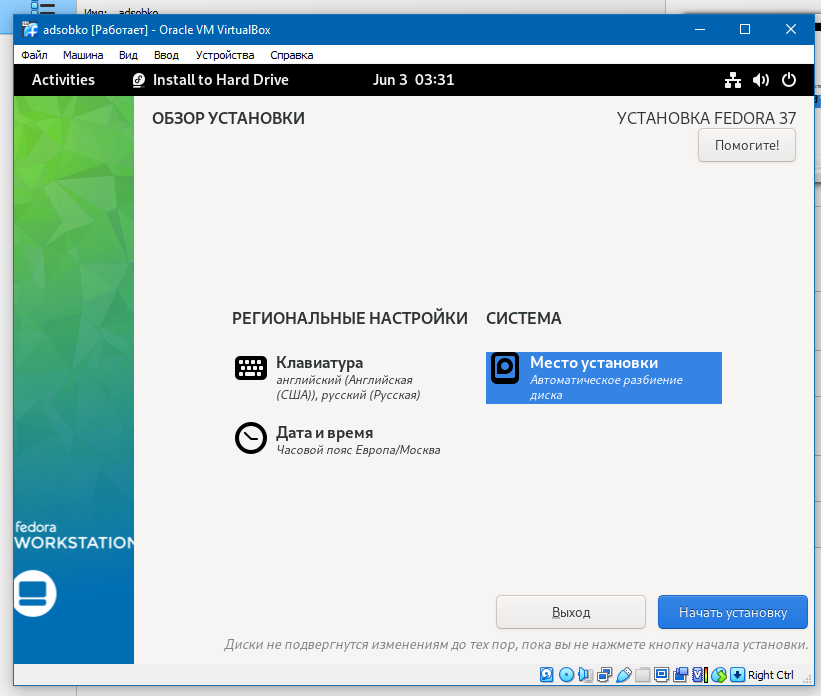 Имя: adsobko
adsobko [Работает] - Oracle VM VirtualBox
Файл Машина Вид Ввод Устройства Справка
Activities Install to Hard Drive Jun 3 03:31
ОБЗОР УСТАНОВКИ
УСТАНОВКА FEDORA 37
Помогите!
РЕГИОНАЛЬНЫЕ НАСТРОЙКИ
СИСТЕМА
Клавиатура
английский (Английская
(США)), русский (Русская)
Место установки
Автоматическое разбиение
диска
Дата и время
Часовой пояс Европа/Москва
fedora
WORKSTATION
Выход
Начать установку
Диски не подвергнутся изменениям до тех пор, пока вы не нажмете кнопку начала установки.
Right Ctrl